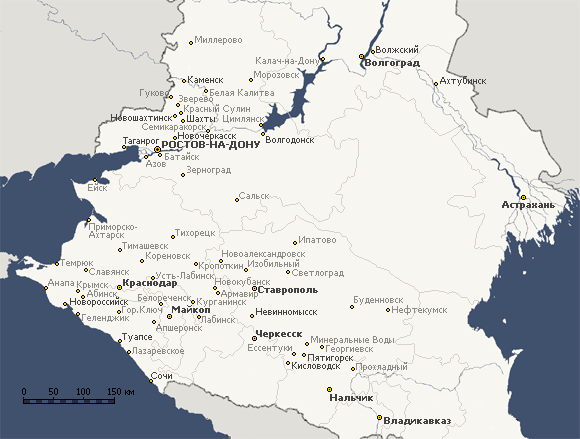 Миллерово
Волжский
Калач-на-Дону
Волгоград
Каменск
Морозовск
Ахтубинск
Гуково
Белая Калитва
Зверево
Красный Сулин
Новошахтинск
Шахты
Цимлянск
Семикаракорск
Новочеркасск
Волгодонск
Таганрог
РОСТОВ-НА-ДОНУ
Батайск
Азов
Зерноград
Ейск
Сальск
Астрахань
Приморско-
Ахтарск
Тихорецк
Тимашевск
Ипатово
Кореновск
Новоалександровск
Темрюк
Кропоткин
Изобильный
Славянск
Светлоград
Усть-Лабинск
Анапа
Крымск
Краснодар
Новокубанск
Ставрополь
Абинск
Армавир
Новороссийск
Белореченск
Курганинск
Буденновск
Геленджик
Гор.Ключ
Майкоп
Лабинск
Невинномысск
Нефтекумск
Апшеронск
Туапсе
Черкесск
Минеральные Воды
Лазаревское
Ессентуки
Георгиевск
Пятигорск
Кисловодск
Прохладный
Сочи
0 50 100 150 км
Нальчик
Владикавказ